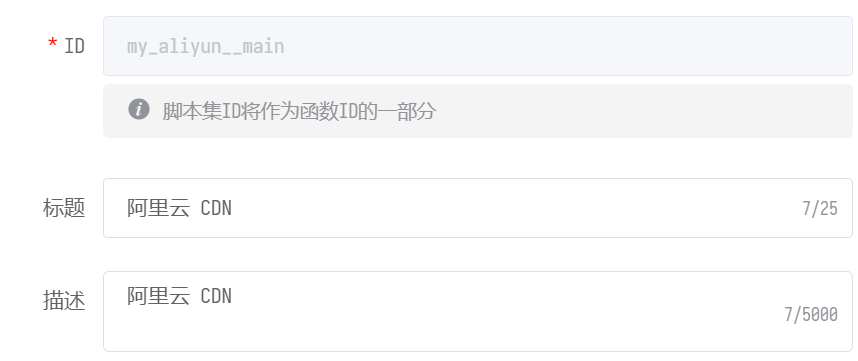 * ID
my_aliyun__main
脚本集ID将作为函数ID的一部分
标题
阿里云 CDN
7/25
描述
阿里云 CDN
7/5000